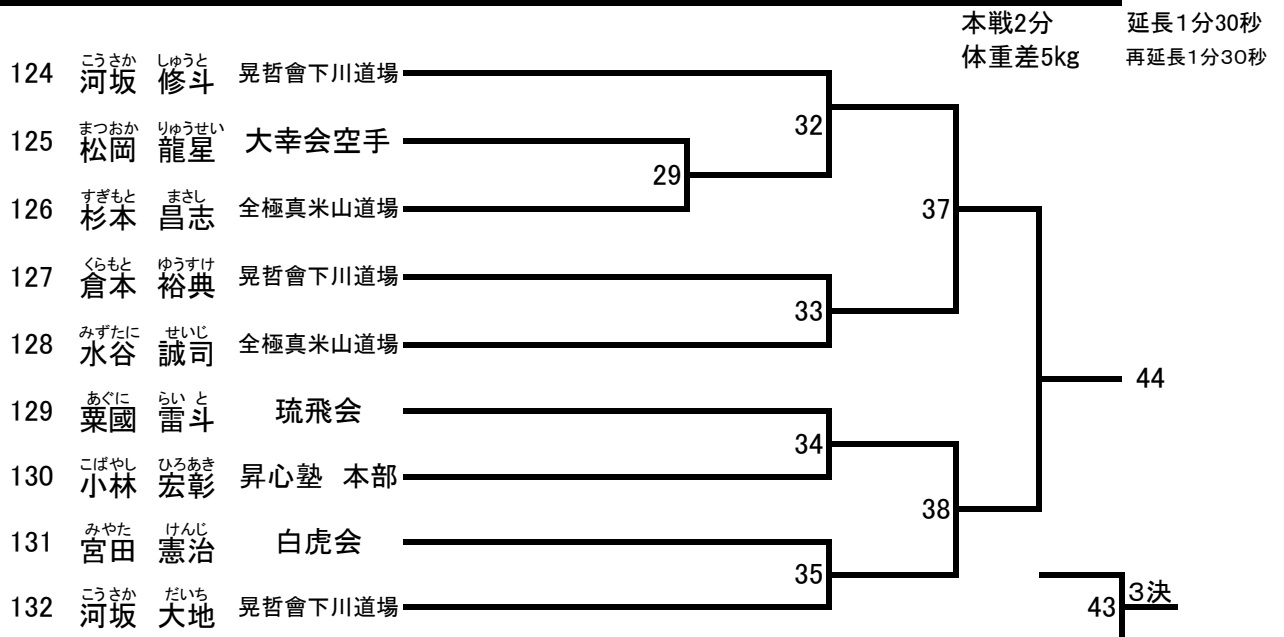 本戦2分 延長1分30秒
体重差5kg 再延長1分30秒
こうさか しゅうと
124 河坂 修斗 晃哲會下川道場
32
まつおか りゅうせい
125 松岡 龍星 大幸会空手
29
すぎもと まさし
126 杉本 昌志 全極真米山道場
37
くらもと ゆうすけ
127 倉本 裕典 晃哲會下川道場
33
みずたに せいじ
128 水谷 誠司 全極真米山道場
44
あぐに らいと
129 粟國 雷斗 琉飛会
34
こばやし ひろあき
130 小林 宏彰 昇心塾 本部
38
みやた けんじ
131 宮田 憲治 白虎会
35
こうさか だいち
132 河坂 大地 晃哲會下川道場
43 3決